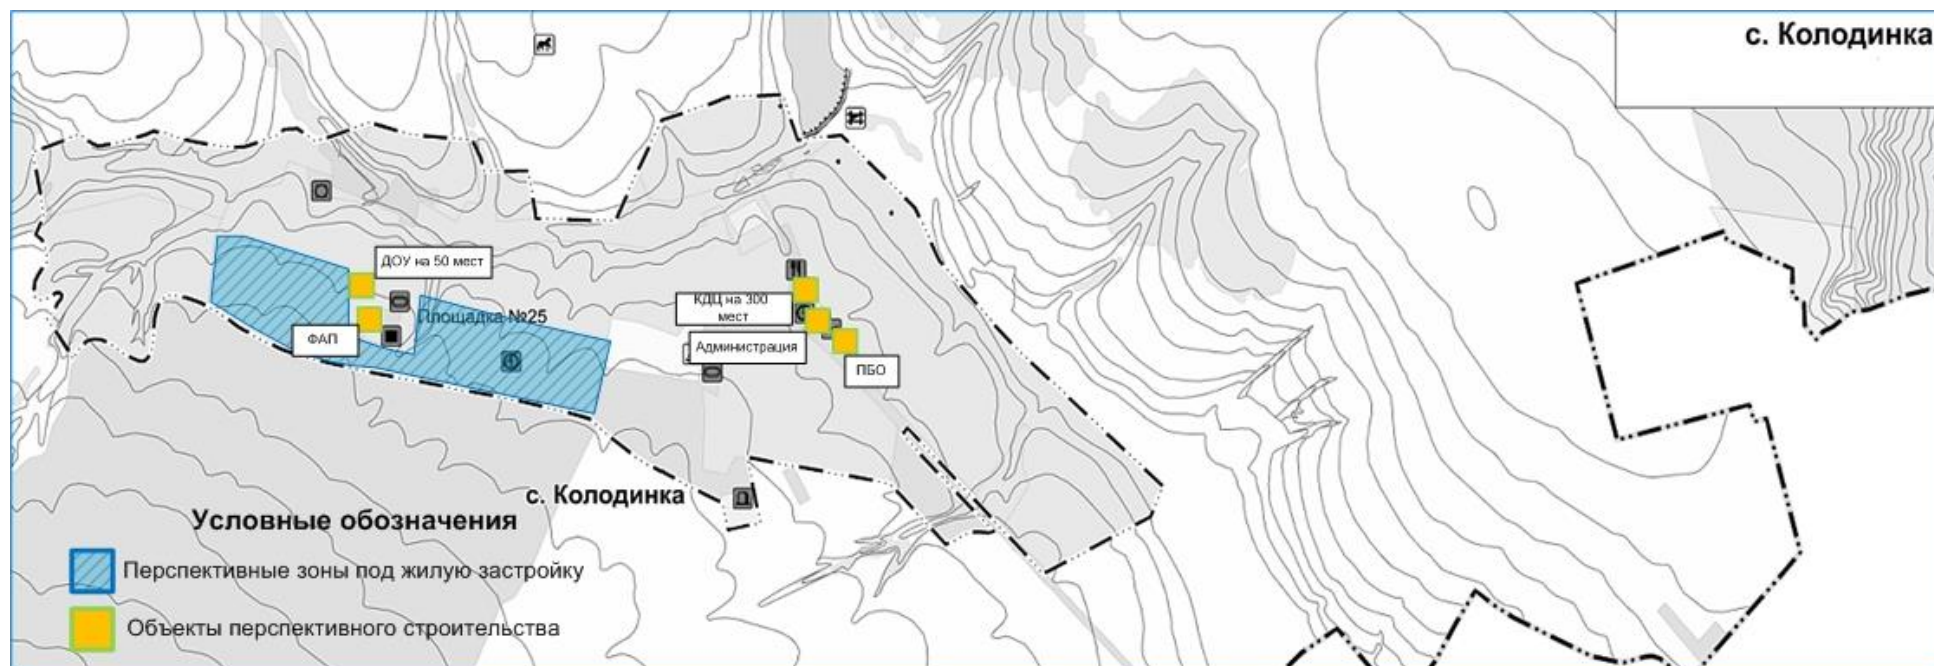 с. Колодинка
ДОУ на 50 мест
КДЦ на 300
мест
Площадка №25
ФАП
Администрация
ПБО
с. Колодинка
Условные обозначения
Перспективные зоны под жилую застройку
Объекты перспективного строительства